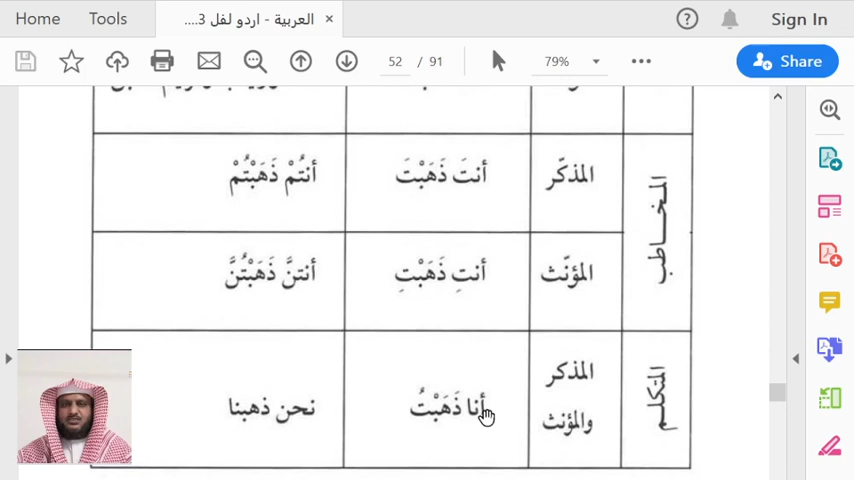 Home
Tools
العربية - اردو لفل 3....
Sign In
52 / 91
79%
Share
المخاطب
المذكّر
أنتَ ذَهَبْتَ
أنتُمْ ذَهَبْتُمْ
المؤنّث
أنتِ ذَهَبْتِ
أنتنَّ ذَهَبْتُنَّ
المتكلم
المذكر
والمؤنث
أنا ذَهَبْتُ
نحن ذهبنا